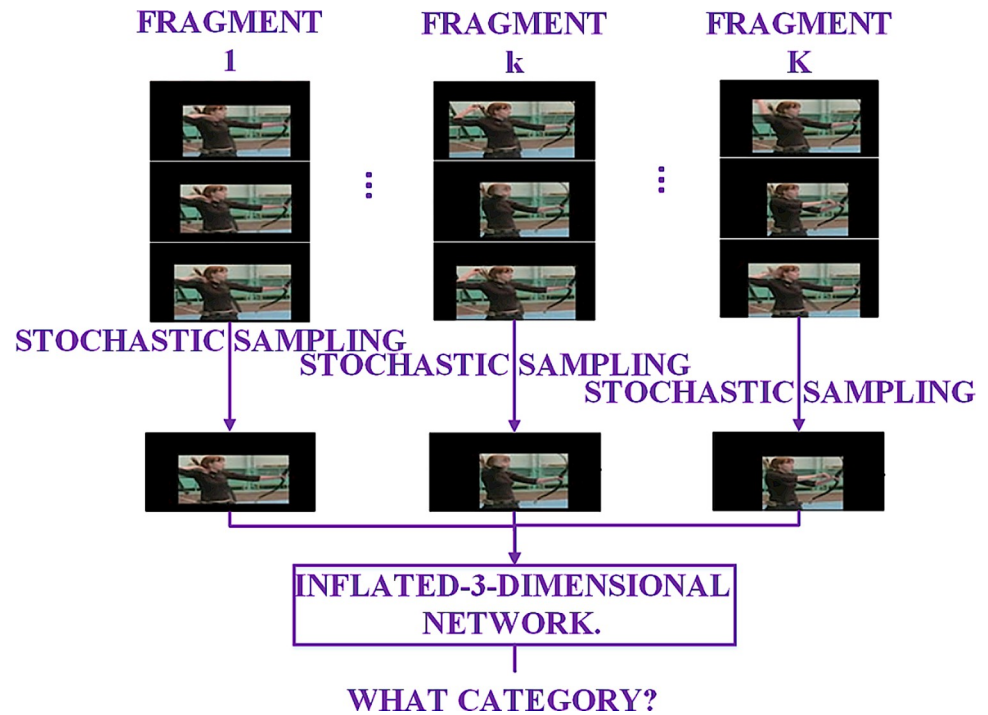 FRAGMENT
1
FRAGMENT
k
FRAGMENT
K
STOCHASTIC SAMPLING
STOCHASTIC SAMPLING
STOCHASTIC SAMPLING
INFLATED-3-DIMENSIONAL
NETWORK.
WHAT CATEGORY?